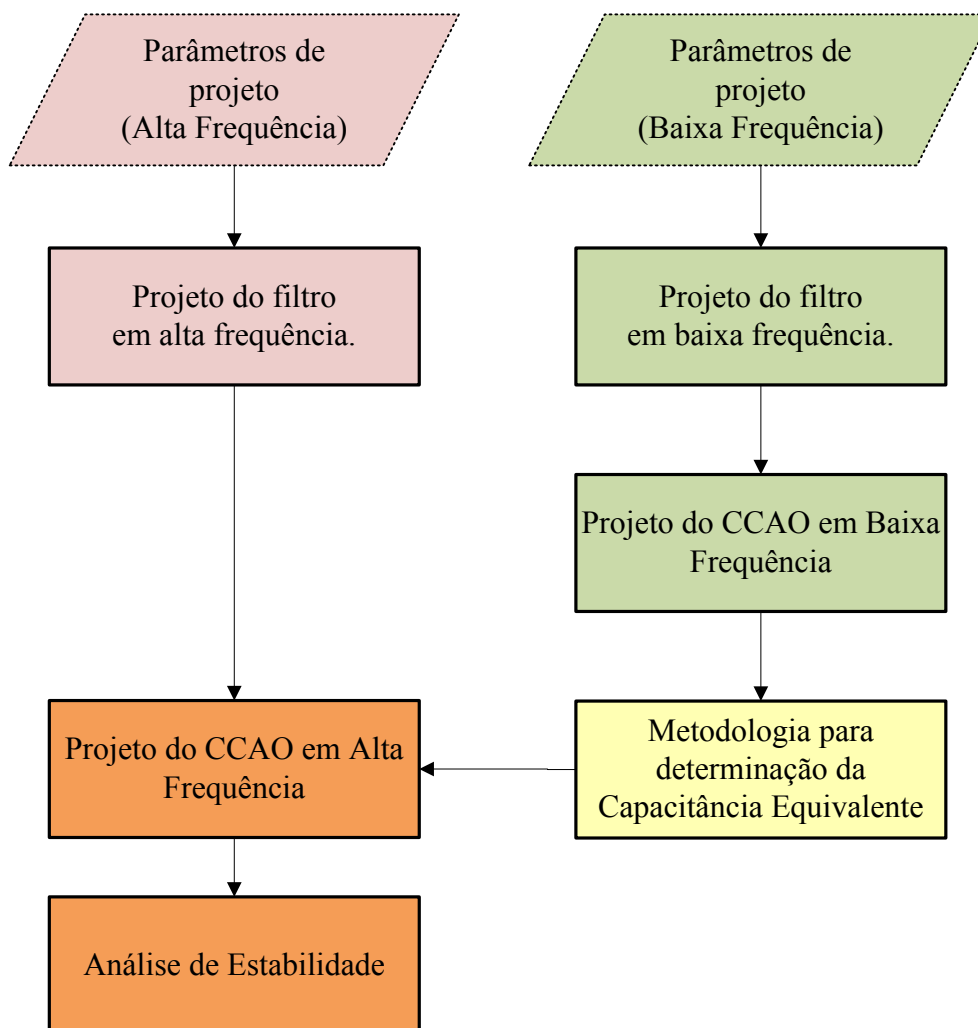 Parâmetros de
projeto
(Alta Frequência)
Parâmetros de
projeto
(Baixa Frequência)
Projeto do filtro
em alta frequência.
Projeto do filtro
em baixa frequência.
Projeto do CCAO em Baixa
Frequência
Projeto do CCAO em Alta
Frequência
Metodologia para
determinação da
Capacitância Equivalente
Análise de Estabilidade